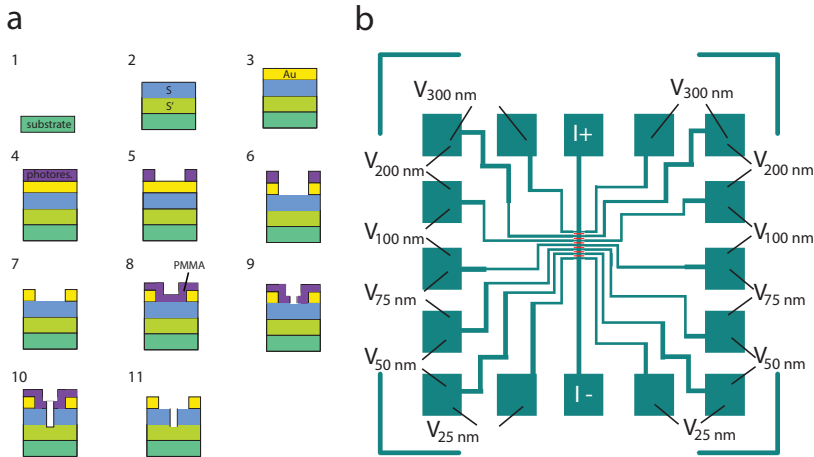 a
1
2
3
substrate
S
S'
Au
4
5
6
photores.
7
8
9
PMMA
10
11
b
V300 nm
V300 nm
I+
V200 nm
V200 nm
V100 nm
V100 nm
V75 nm
V75 nm
V50 nm
V50 nm
I -
V25 nm
V25 nm